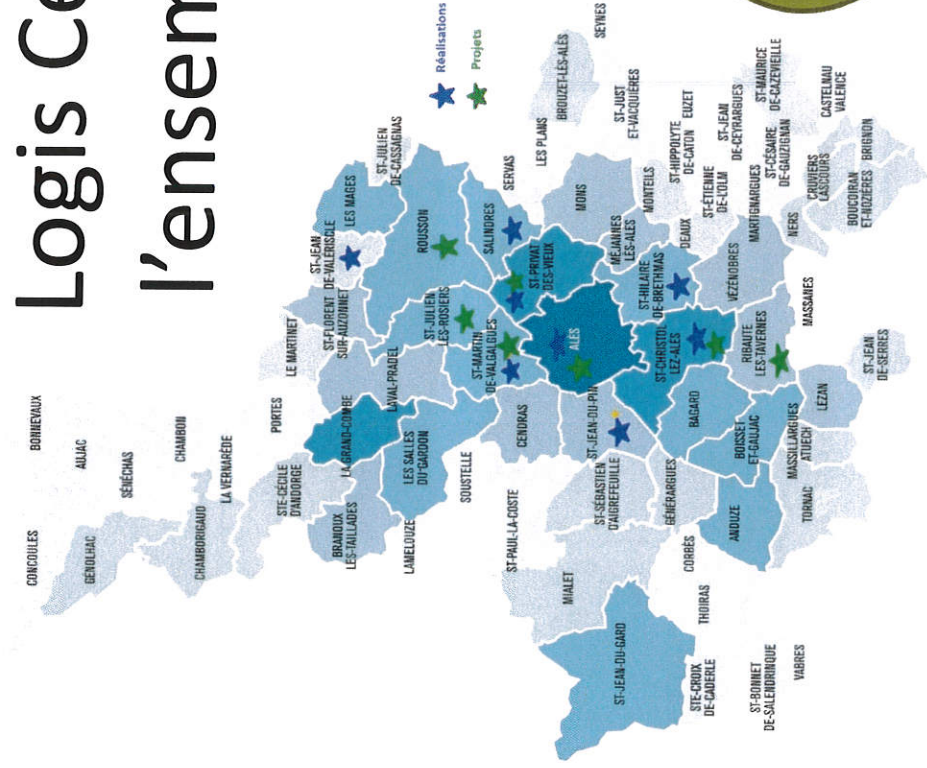 Logis Ce
l'ensem
Réalisations
Projets
CONCOULES
BONNEVAUX
GÉNOLHAC
AUJAC
SÉNÉCHAS
CHAMBORIGAUD
CHAMBON
LA VERNARÈDE
STE-CÉCILE
D'ANDORGE
PORTES
LE MARTINET
ST-FLORENT
SUR-AUZONNET
ST-JEAN
DE-VALÉRISCLE
LES MAGES
ST-JULIEN
DE-CASSAGNAS
BRANOUX
LES-TAILLADES
LA GRAND-COMBE
LAVAL-PRADEL
ST-JULIEN
LES-ROSIERS
ROUSSON
LAMELOUZE
LES SALLES
DU-GARDON
SOUSTELLE
CENDRAS
ST-MARTIN
DE-VALGALGUES
SALINDRES
SERVAS
LES PLANS
BROUZET-LÈS-ALÈS
SEYNES
ST-PAUL-LA-COSTE
ST-JEAN-DU-PIN
ALÈS
ST-PRIVAT
DES-VIEUX
MONS
ST-JUST
ET-VACQUIÈRES
MIALET
ST-SÉBASTIEN
D'AIGREFEUILLE
MÉJANNES
LÈS-ALÈS
MONTEILS
ST-HIPPOLYTE
DE-CATON
EUZET
ST-JEAN-DU-GARD
GÉNÉRARGUES
ST-CHRISTOL
LEZ-ALÈS
ST-HILAIRE
DE-BRETHMAS
DEAUX
ST-ÉTIENNE
DE-L'OLM
ST-JEAN
DE-CEYRARGUES
ST-MAURICE
DE-CAZEVIEILLE
CORBÈS
THOIRAS
ANDUZE
BAGARD
BOISSET
ET-GAUJAC
RIBAUTE
LES-TAVERNES
VÉZÉNOBRES
MARTIGNARGUES
ST-CÉSAIRE
DE-GAUZIGNAN
CASTELNAU
VALENCE
STE-CROIX
DE-CADERLE
ST-BONNET
DE-SALENDRINQUE
VABRES
TORNAC
MASSILLARGUES
ATUECH
LEZAN
MASSANES
ST-JEAN
DE-SERRES
NERS
CRUVIERS
LASCOURS
BOUCOIRAN
ET-NOZIÈRES
BRIGNON